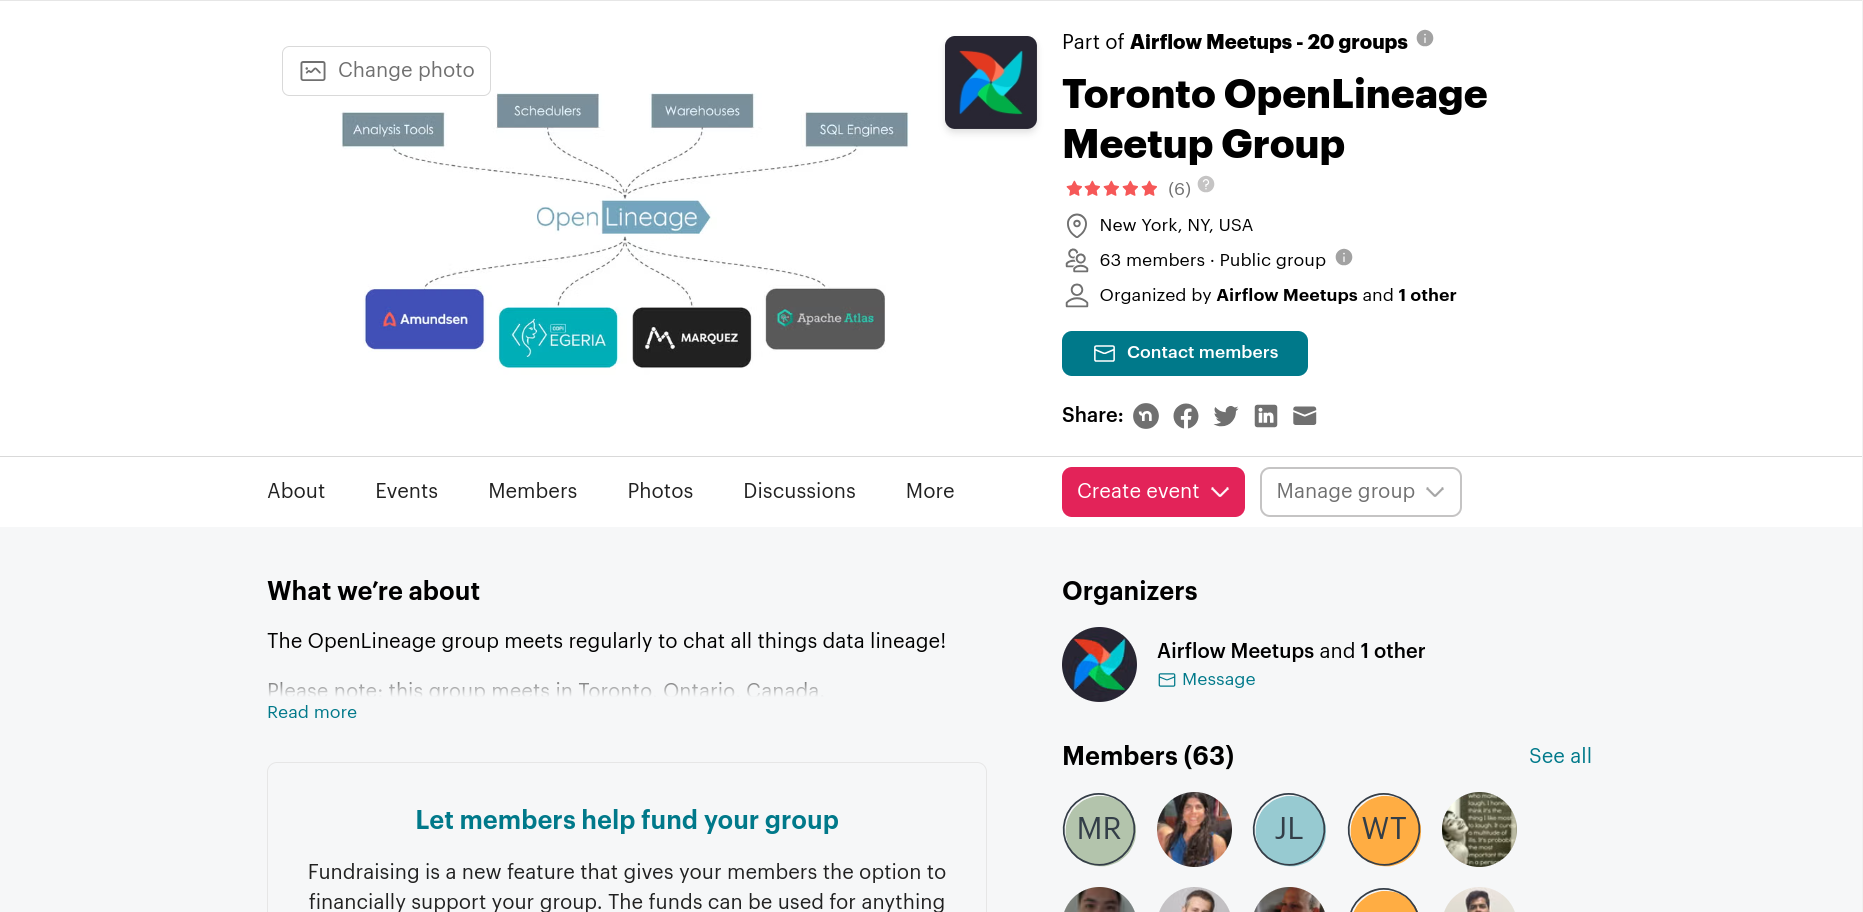 Change photo
Schedulers
Warehouses
Analysis Tools
SQL Engines
OpenLineage
Amundsen
EGERIA
MARQUEZ
Apache Atlas
Part of Airflow Meetups - 20 groups
Toronto OpenLineage
Meetup Group
(6)
New York, NY, USA
63 members · Public group
Organized by Airflow Meetups and 1 other
Contact members
Share:
About Events Members Photos Discussions More
Create event
Manage group
What we’re about
The OpenLineage group meets regularly to chat all things data lineage!
Please note: this group meets in Toronto, Ontario, Canada
Read more
Let members help fund your group
Fundraising is a new feature that gives your members the option to
financially support your group. The funds can be used for anything
Organizers
Airflow Meetups and 1 other
Message
Members (63)
See all
MR
JL
WT